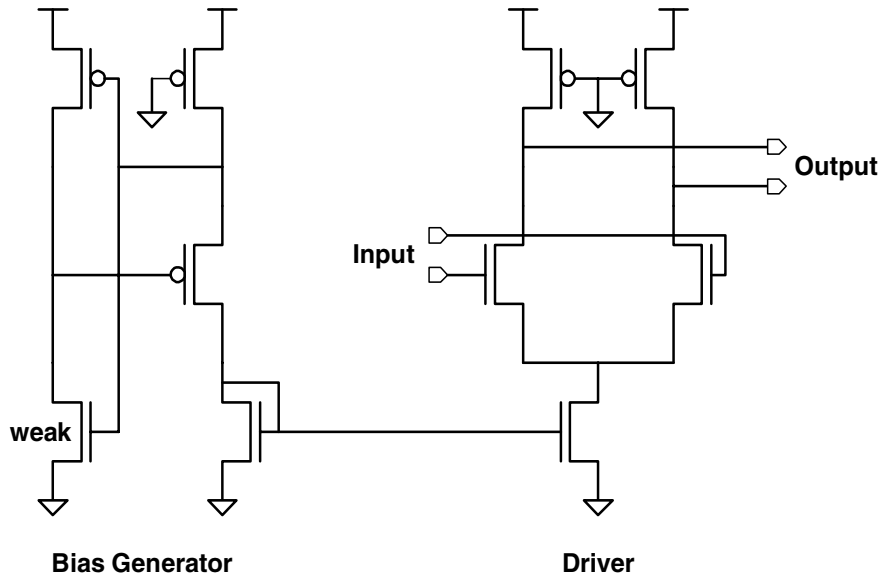 Output
Input
weak
Bias Generator
Driver